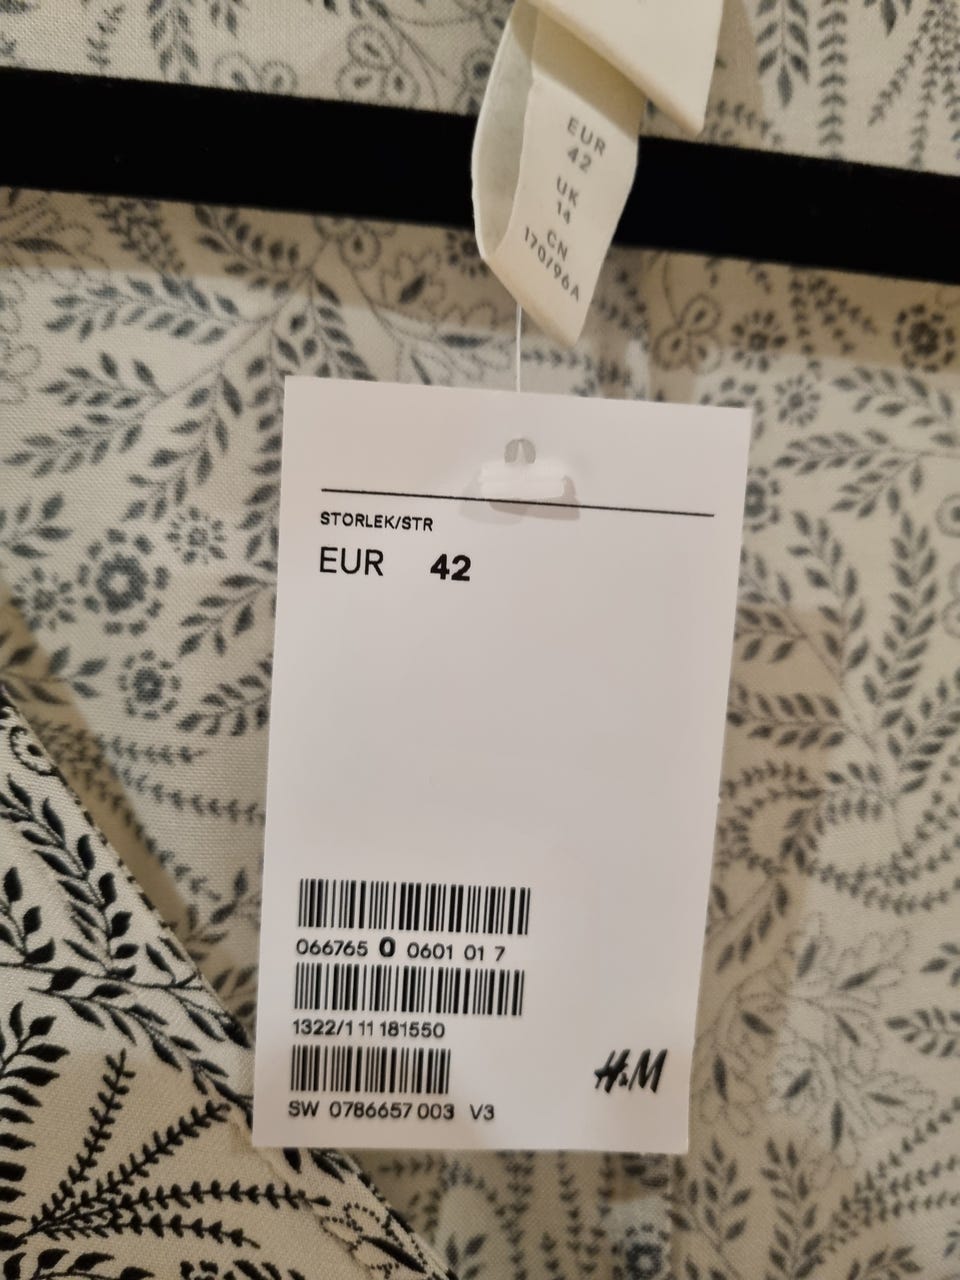 EUR
42
UK
14
CN
170/96A
STORLEK/STR
EUR 42
066765 0 0601 01 7
1322/1 11 181550
H&M
SW 0786657 003 V3